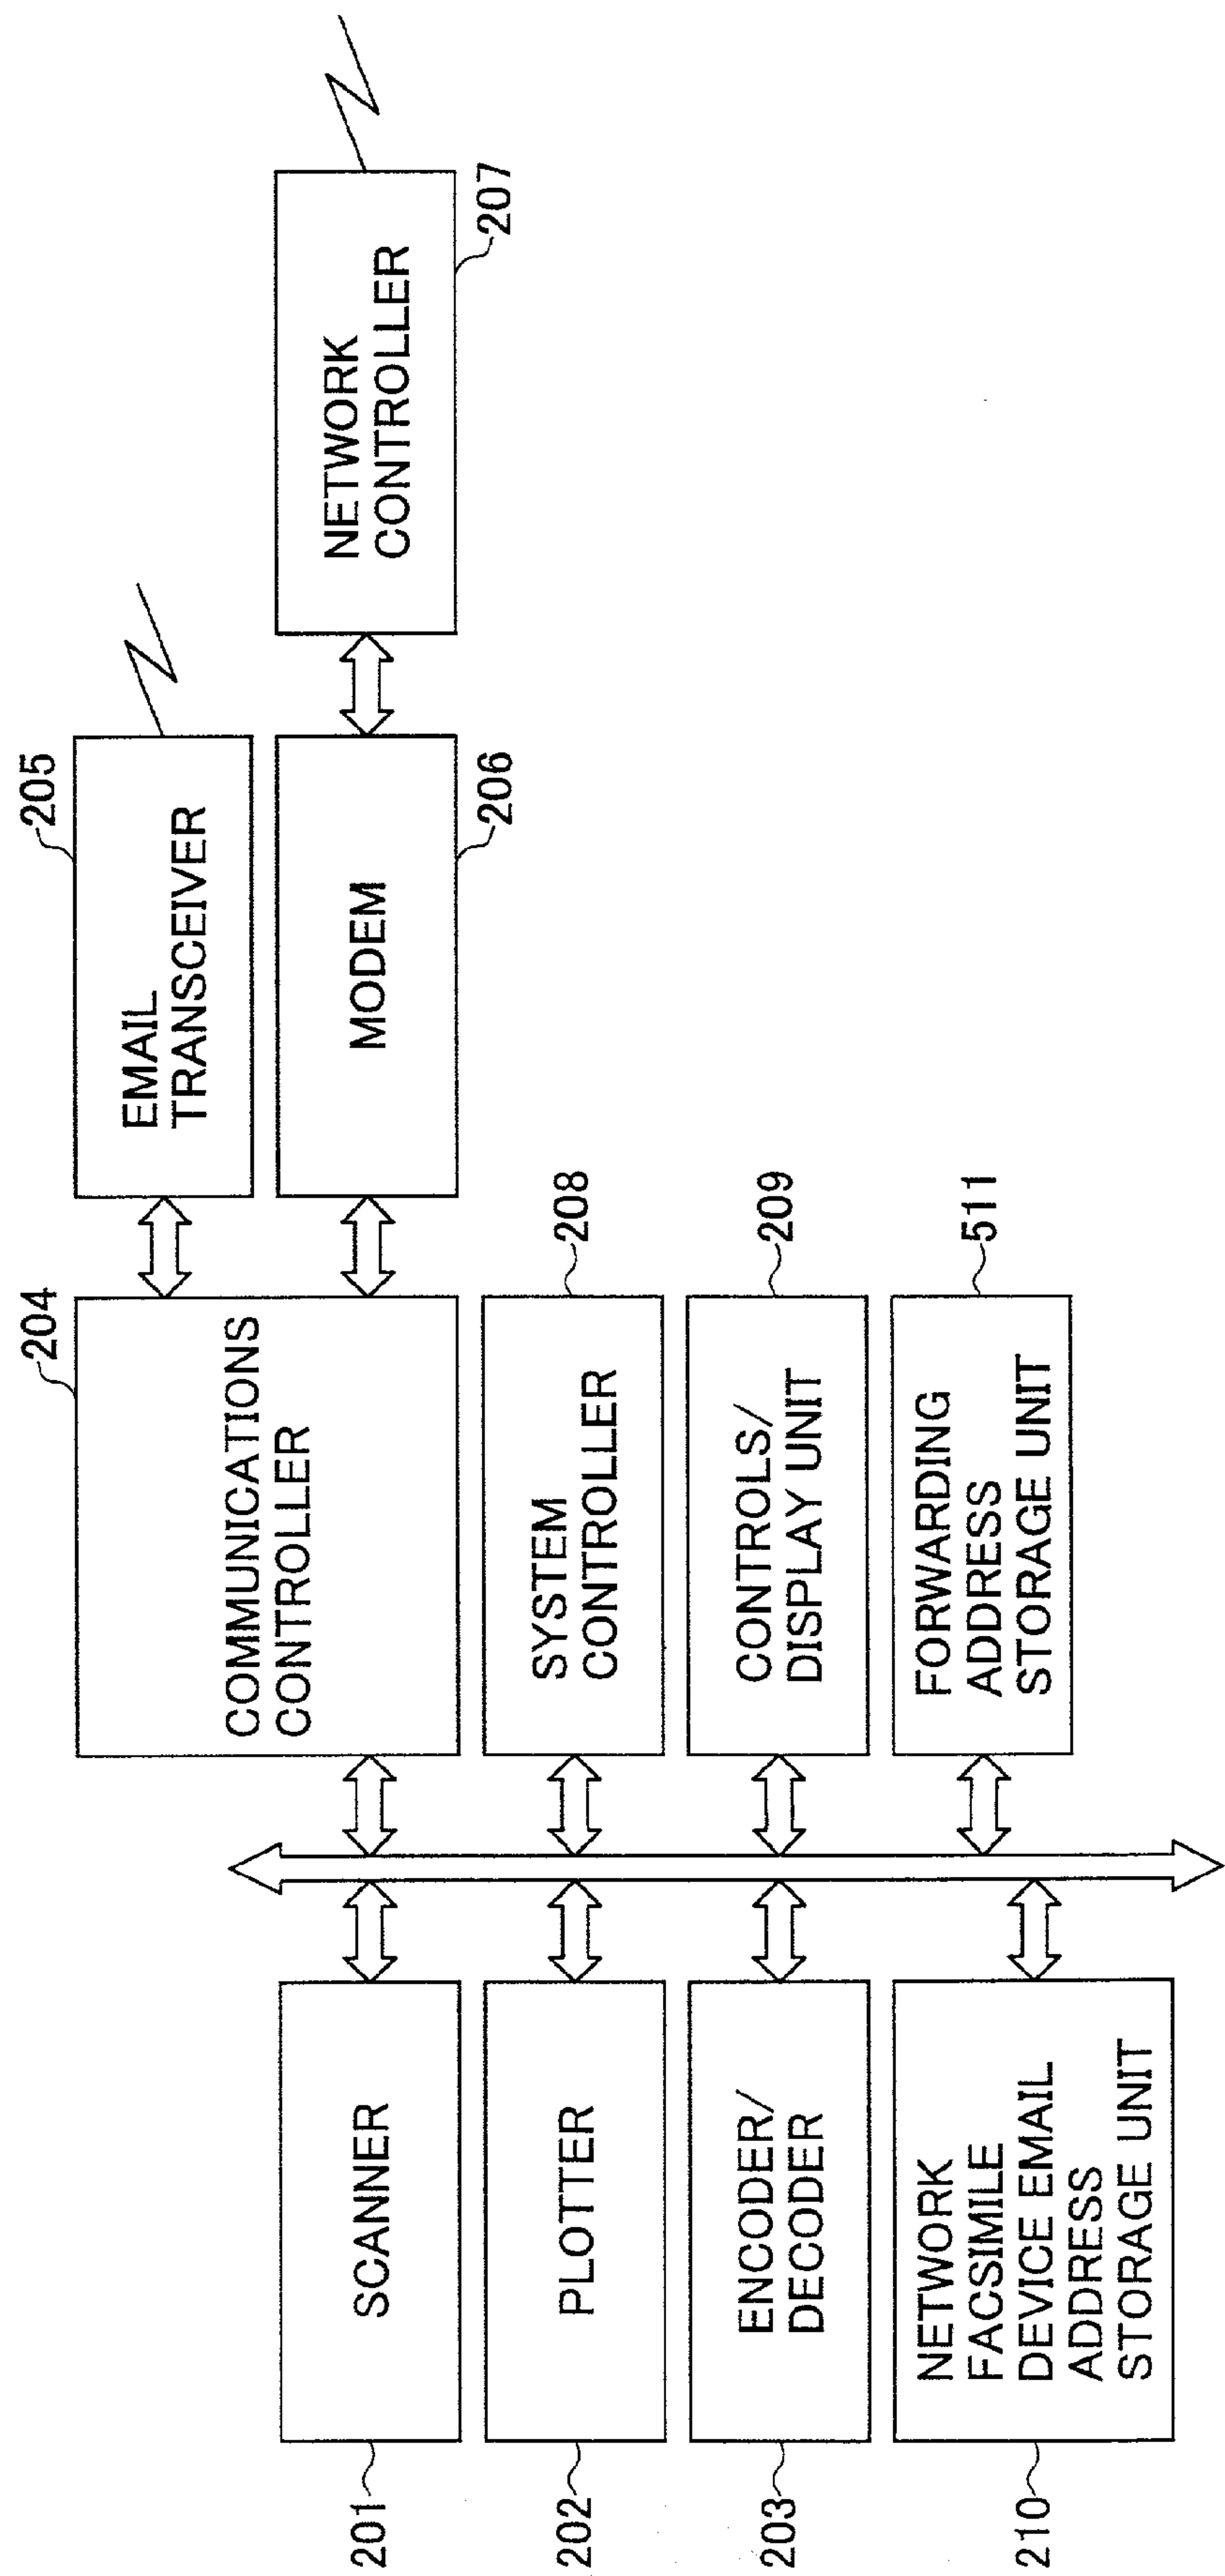 201
SCANNER
202
PLOTTER
203
ENCODER/
DECODER
210
NETWORK
FACSIMILE
DEVICE EMAIL
ADDRESS
STORAGE UNIT
204
COMMUNICATIONS
CONTROLLER
208
SYSTEM
CONTROLLER
209
CONTROLS/
DISPLAY UNIT
511
FORWARDING
ADDRESS
STORAGE UNIT
205
EMAIL
TRANSCEIVER
206
MODEM
207
NETWORK
CONTROLLER